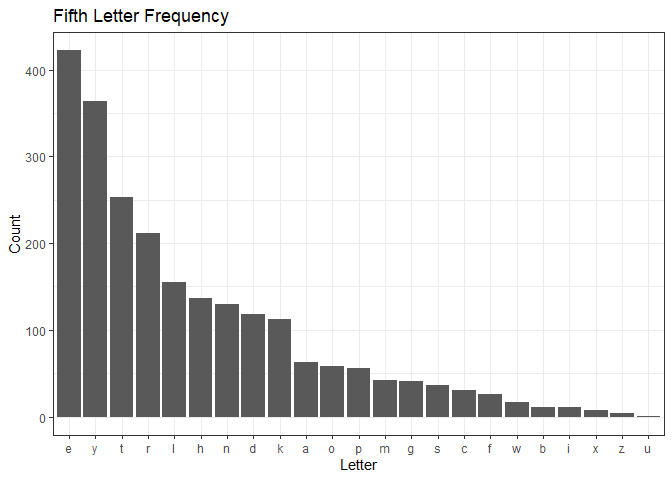 Fifth Letter Frequency
Count
400
300
200
100
0
e y t r l h n d k a o p m g s c f w b i x z u
Letter